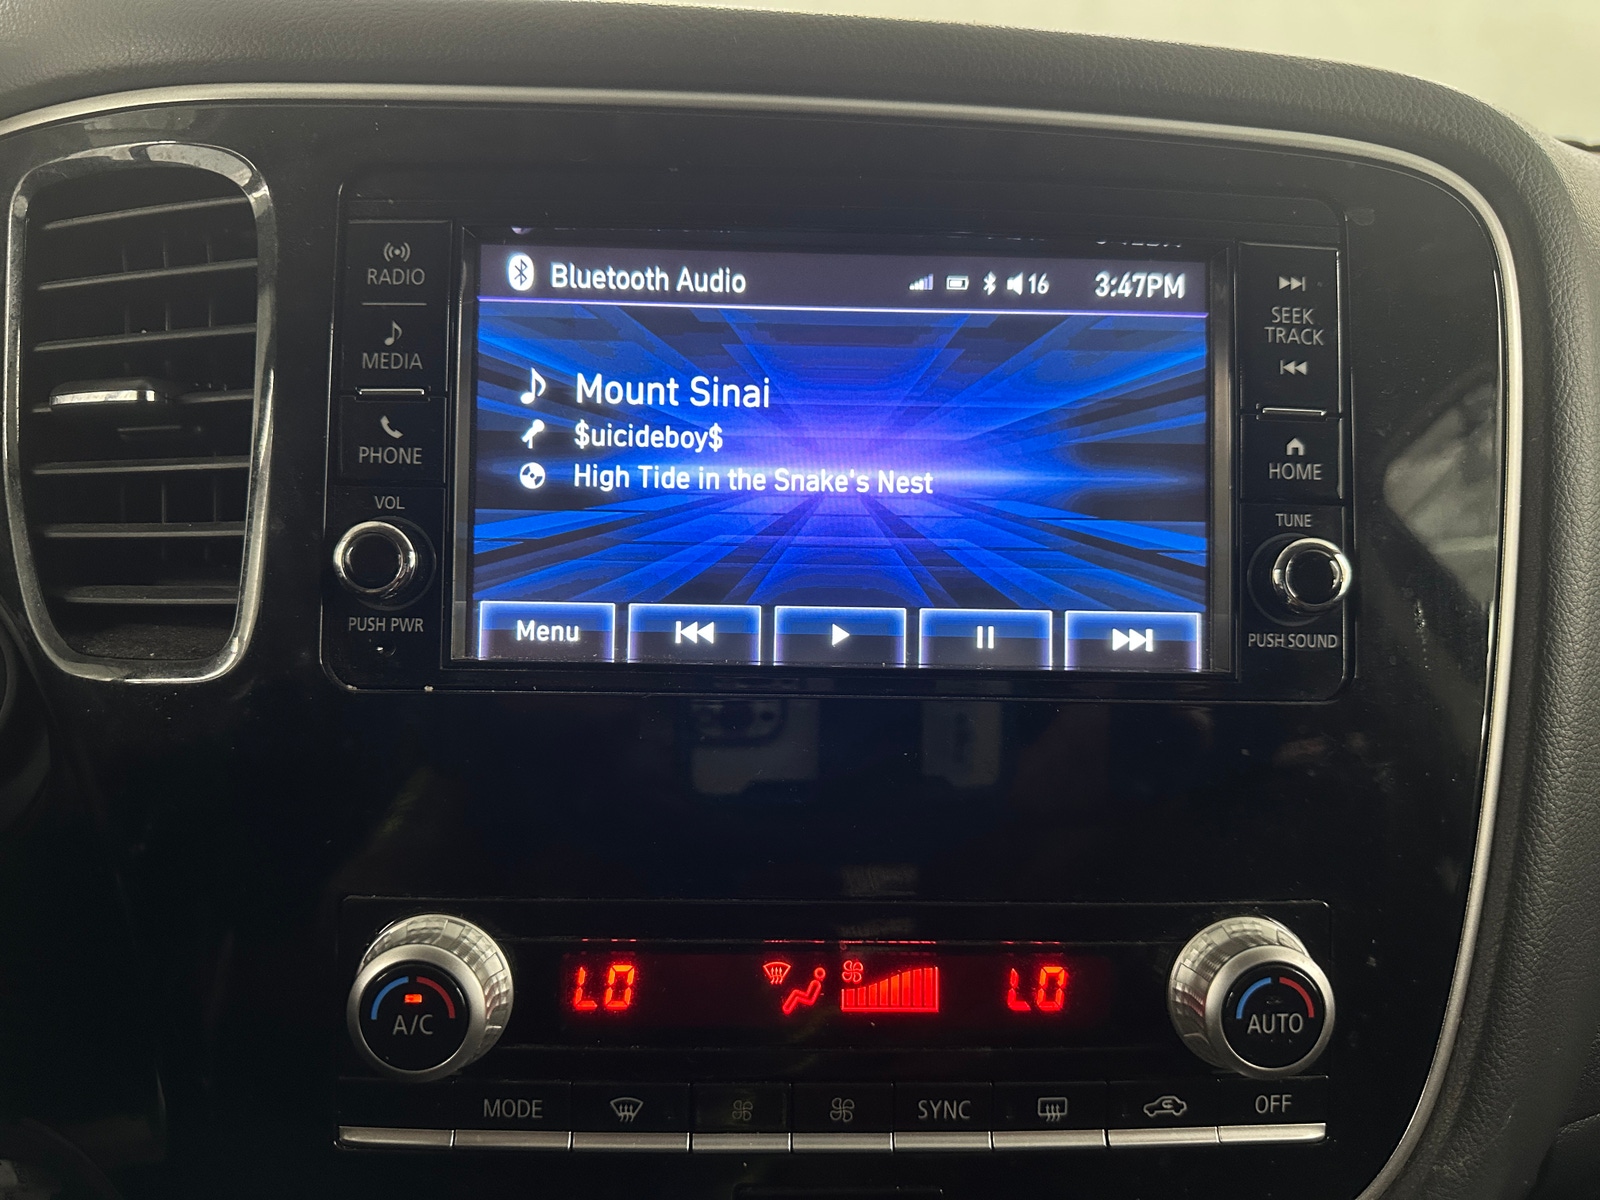 RADIO
MEDIA
PHONE
VOL
PUSH PWR
Bluetooth Audio 16 3:47PM
Mount Sinai
$uicideboy$
High Tide in the Snake's Nest
Menu
SEEK
TRACK
HOME
TUNE
PUSH SOUND
A/C
LO LO
AUTO
MODE SYNC OFF